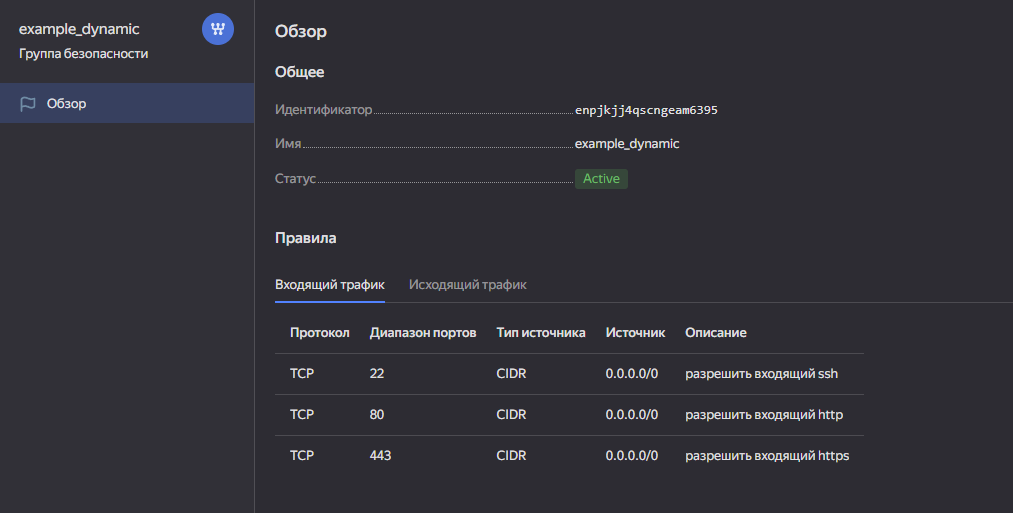 example_dynamic
Группа безопасности
Обзор
Обзор
Общее
Идентификатор enpjkjj4qscngeam6395
Имя example_dynamic
Статус Active
Правила
Входящий трафик Исходящий трафик
Протокол Диапазон портов Тип источника Источник Описание
TCP 22 CIDR 0.0.0.0/0 разрешить входящий ssh
TCP 80 CIDR 0.0.0.0/0 разрешить входящий http
TCP 443 CIDR 0.0.0.0/0 разрешить входящий https